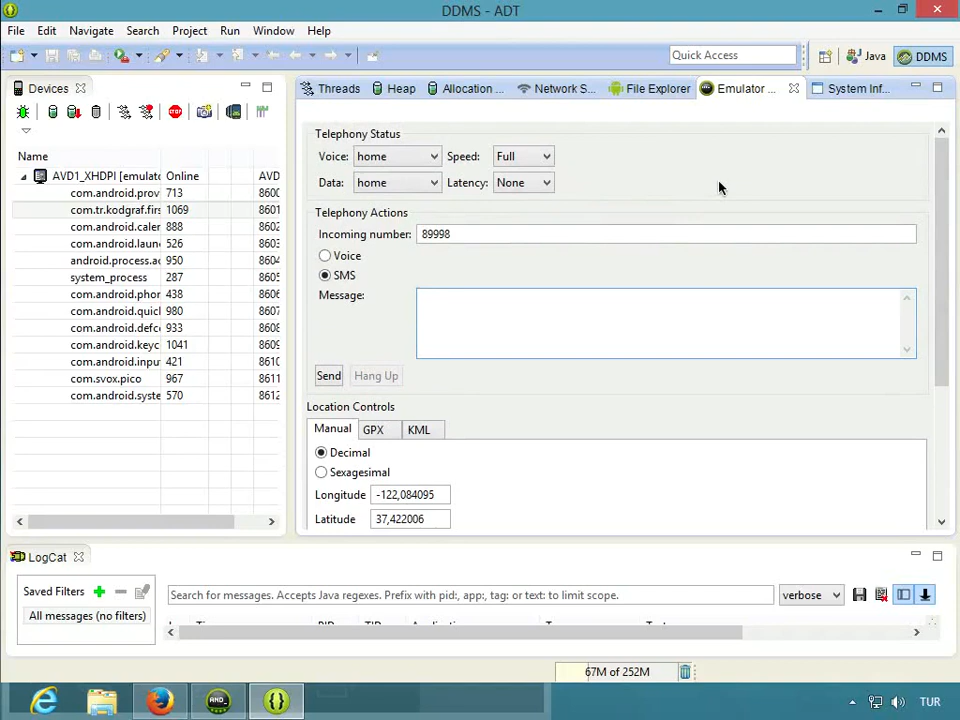 DDMS - ADT
File Edit Navigate Search Project Run Window Help
Quick Access
Java DDMS
Devices
Threads Heap Allocation ... Network S... File Explorer Emulator ... System Inf...
Name
AVD1_XHDPI [emulato Online AVD
com.android.prov 713 8600
com.tr.kodgraf.firs 1069 8601
com.android.caler 888 8602
com.android.laun 526 8603
android.process.ac 950 8604
system_process 287 8605
com.android.phor 438 8606
com.android.quic 980 8607
com.android.defc 933 8608
com.android.keyc 1041 8609
com.android.input 421 8610
com.svox.pico 967 8611
com.android.syste 570 8612
Telephony Status
Voice: home Speed: Full
Data: home Latency: None
Telephony Actions
Incoming number: 89998
Voice
SMS
Message:
Send Hang Up
Location Controls
Manual GPX KML
Decimal
Sexagesimal
Longitude -122,084095
Latitude 37,422006
LogCat
Saved Filters
All messages (no filters)
Search for messages. Accepts Java regexes. Prefix with pid:, app:, tag: or text: to limit scope.
verbose
67M of 252M
AND_
TUR